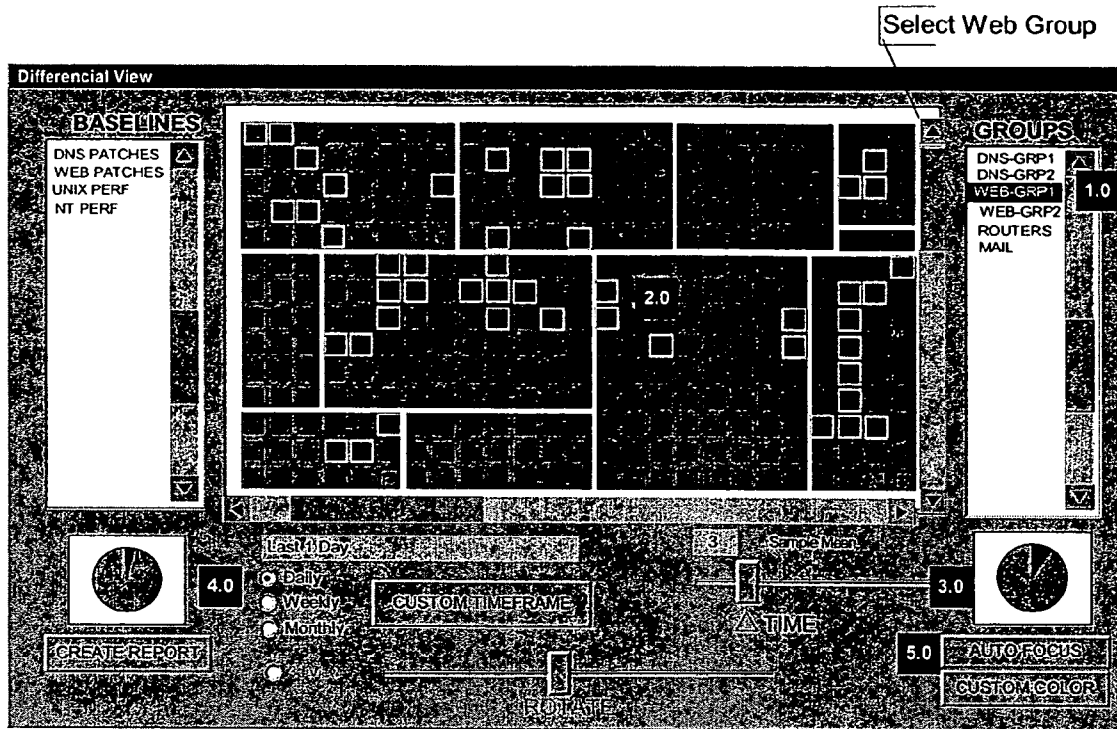 Select Web Group
Differencial View
BASELINES
DNS PATCHES
WEB PATCHES
UNIX PERF
NT PERF
GROUPS
DNS-GRP1
DNS-GRP2
WEB-GRP1
WEB-GRP2
ROUTERS
MAIL
1.0
2.0
Last 1 Day
3
Sample Mean
4.0
Daily
Weekly
Monthly
CUSTOM TIMEFRAME
3.0
△ TIME
CREATE REPORT
5.0
AUTO FOCUS
CUSTOM COLOR
ROTATE